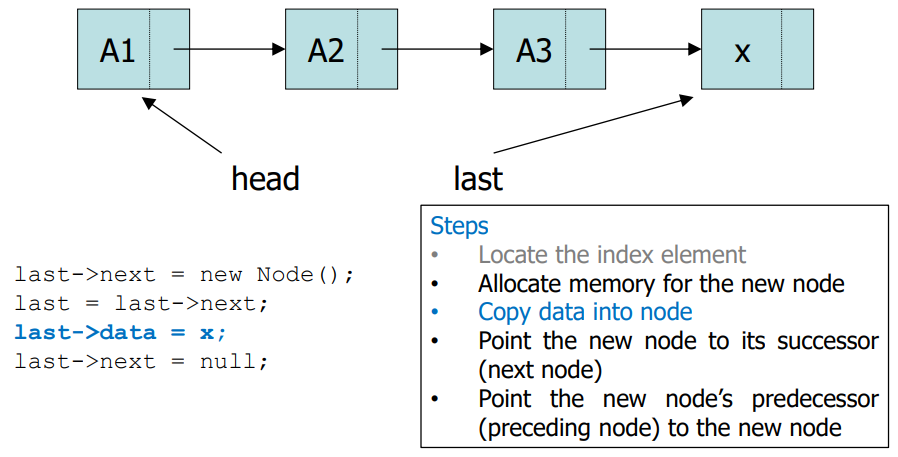 A1 A2 A3 x
head last
last->next = new Node();
last = last->next;
last->data = x;
last->next = null;
Steps
• Locate the index element
• Allocate memory for the new node
• Copy data into node
• Point the new node to its successor
(next node)
• Point the new node’s predecessor
(preceding node) to the new node